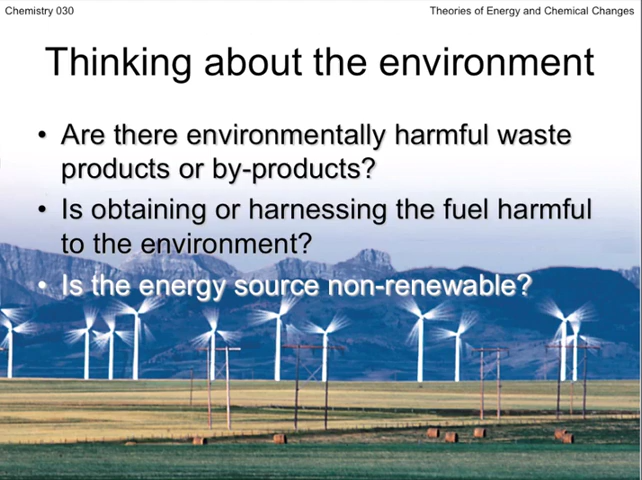 Chemistry 030
Theories of Energy and Chemical Changes
Thinking about the environment
• Are there environmentally harmful waste
products or by-products?
• Is obtaining or harnessing the fuel harmful
to the environment?
• Is the energy source non-renewable?